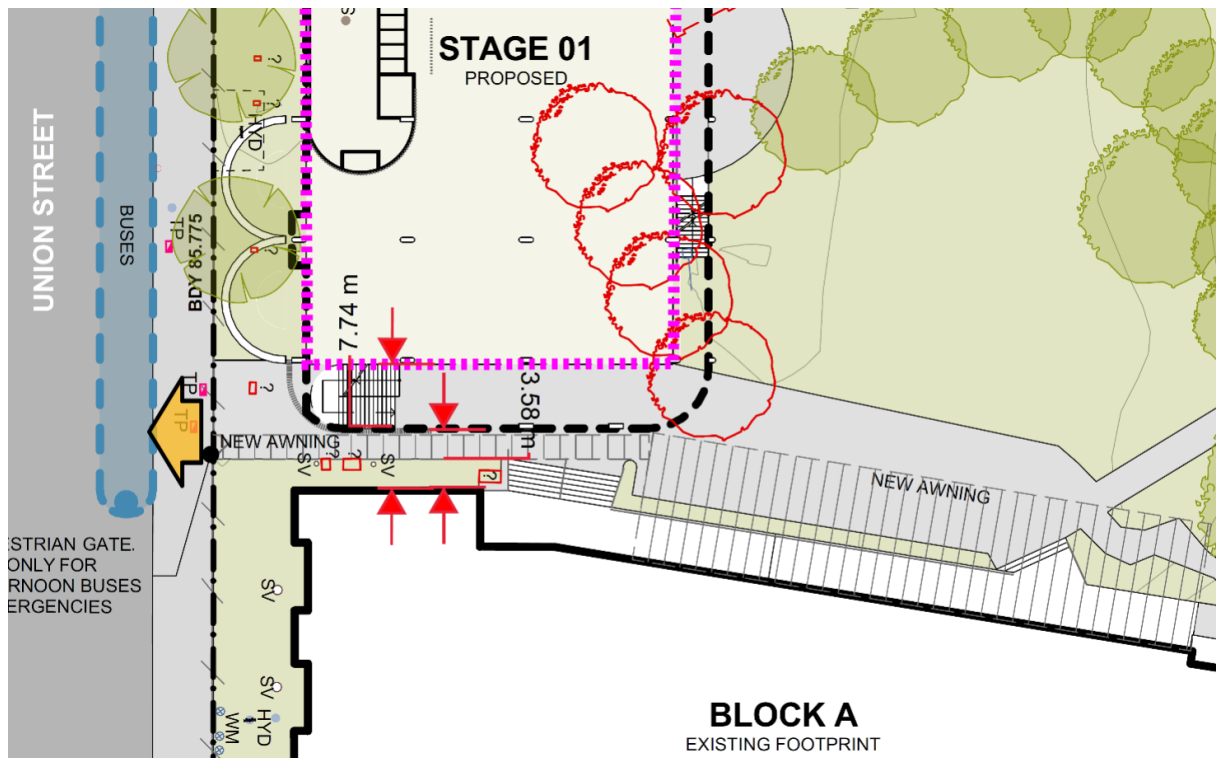 STAGE 01
PROPOSED
S
?
?
HYD
UNION STREET
BUSES
TP
BDY 85.775
?
7.74 m
TP
?
TP
3.58 m
NEW AWNING
SV
?
?
SV
?
NEW AWNING
ESTRIAN GATE.
ONLY FOR
RNOON BUSES
ERGENCIES
SV
SV
HYD
WM
BLOCK A
EXISTING FOOTPRINT